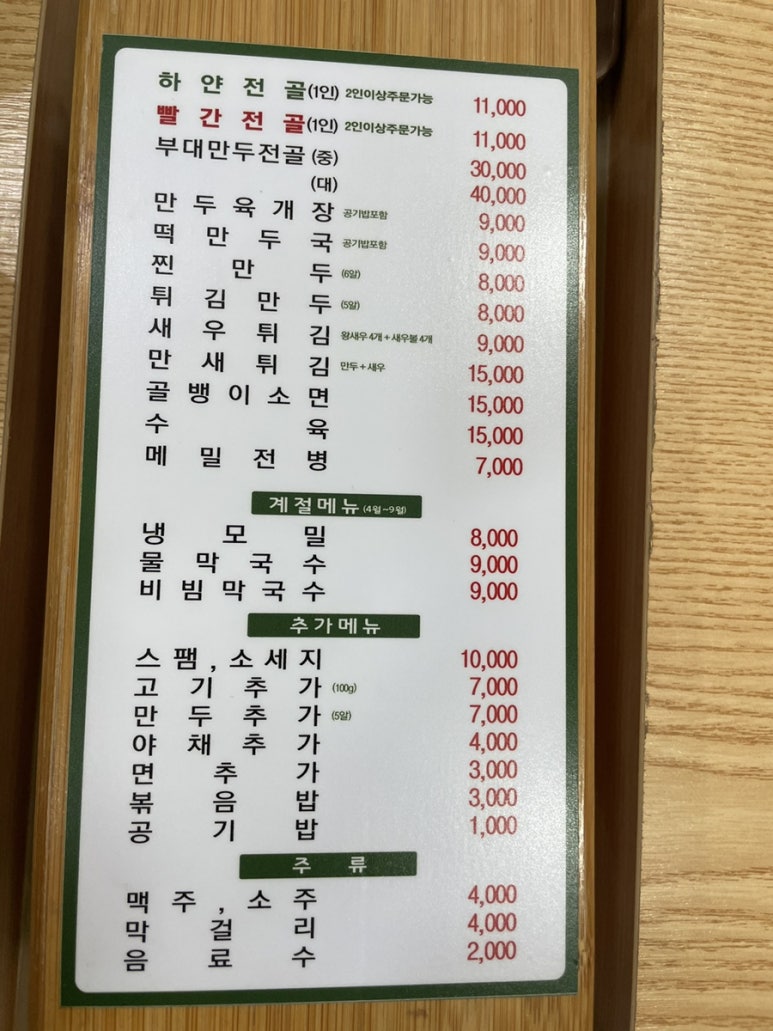 하얀전골(1인) 2인이상주문가능 11,000
빨간전골(1인) 2인이상주문가능 11,000
부대만두전골 (중) 30,000
(대) 40,000
만두육개장 공기밥포함 9,000
떡만두국 공기밥포함 9,000
찐만두 (6알) 8,000
튀김만두 (5알) 8,000
새우튀김 왕새우 4개 + 새우볼 4개 9,000
만새튀김 만두 + 새우 15,000
골뱅이소면 15,000
수육 15,000
메밀전병 7,000
계절메뉴 (4월~9월)
냉모밀 8,000
물막국수 9,000
비빔막국수 9,000
추가메뉴
스팸, 소세지 10,000
고기추가 (100g) 7,000
만두추가 (5알) 7,000
야채추가 4,000
면추가 3,000
볶음밥 3,000
공기밥 1,000
주류
맥주, 소주 4,000
막걸리 4,000
음료수 2,000